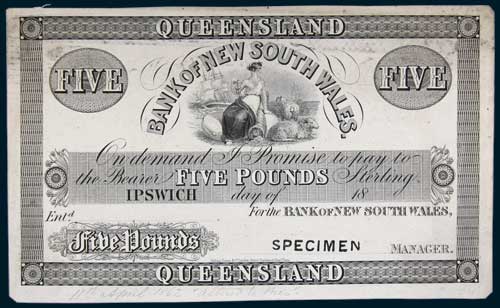 QUEENSLAND
FIVE
BANK OF NEW SOUTH WALES.
FIVE
On demand I Promise to pay to
the Bearer FIVE POUNDS Sterling.
IPSWICH day of 18
Entd For the BANK OF NEW SOUTH WALES,
Five Pounds SPECIMEN MANAGER.
QUEENSLAND